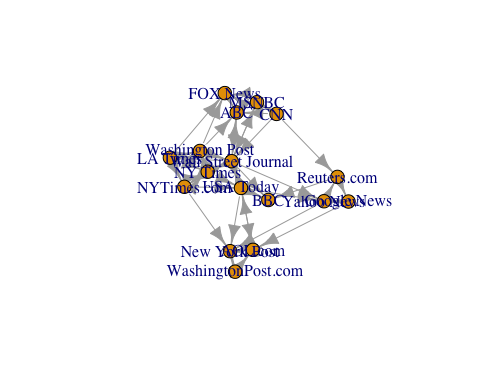 FOX News
MSNBC
ABC
CNN
Washington Post
LA Times
Wall Street Journal
NY Times
Reuters.com
NYTimes.com
USA Today
BBC
Yahoo News
Google News
New York Post
AOL.com
WashingtonPost.com